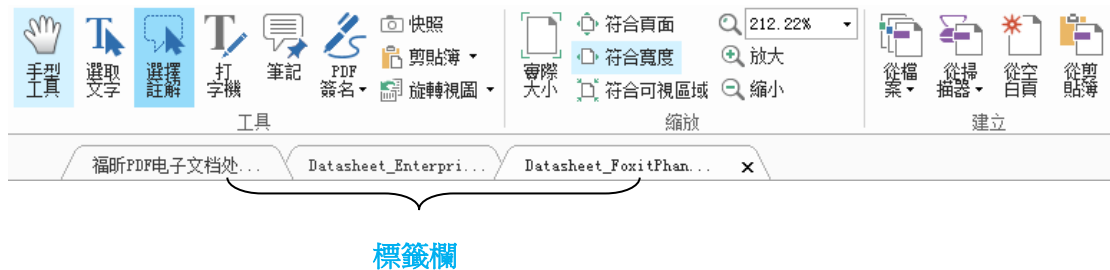 手型工具
選取文字
選擇註解
打字機
筆記
PDF 簽名
快照
剪貼簿
旋轉視圖
工具
實際大小
符合頁面
符合寬度
符合可視區域
212.22%
放大
縮小
縮放
從檔案
從掃描器
從空白頁
從剪貼簿
建立
福昕PDF电子文档处...
Datasheet_Enterpri...
Datasheet_FoxitPhan...
標籤欄